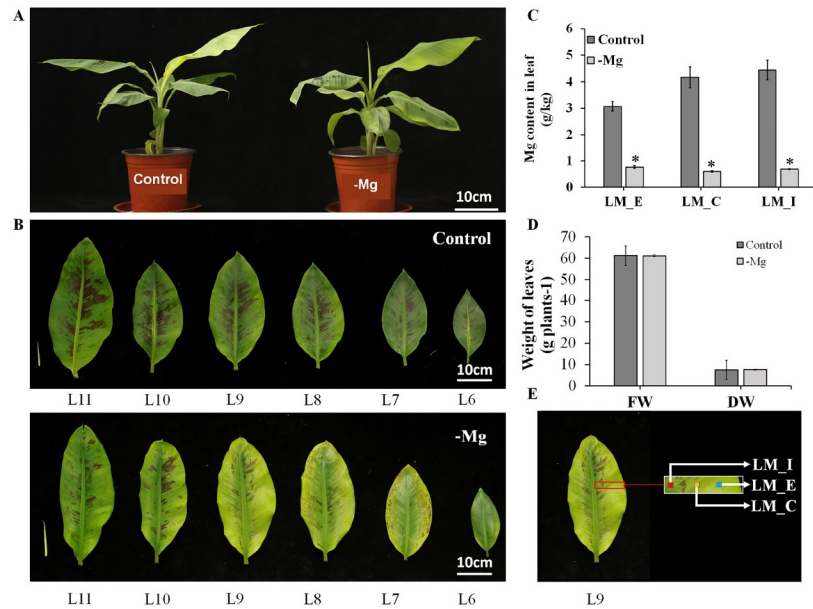 A
Control
-Mg
10cm
B
Control
10cm
L11 L10 L9 L8 L7 L6
-Mg
10cm
L11 L10 L9 L8 L7 L6
C
Mg content in leaf
(g/kg)
Control
-Mg
6
5
4
3
2
1
0
* * *
LM_E LM_C LM_I
D
Weight of leaves
(g plants-1)
Control
-Mg
70
60
50
40
30
20
10
0
FW DW
E
LM_I
LM_E
LM_C
L9